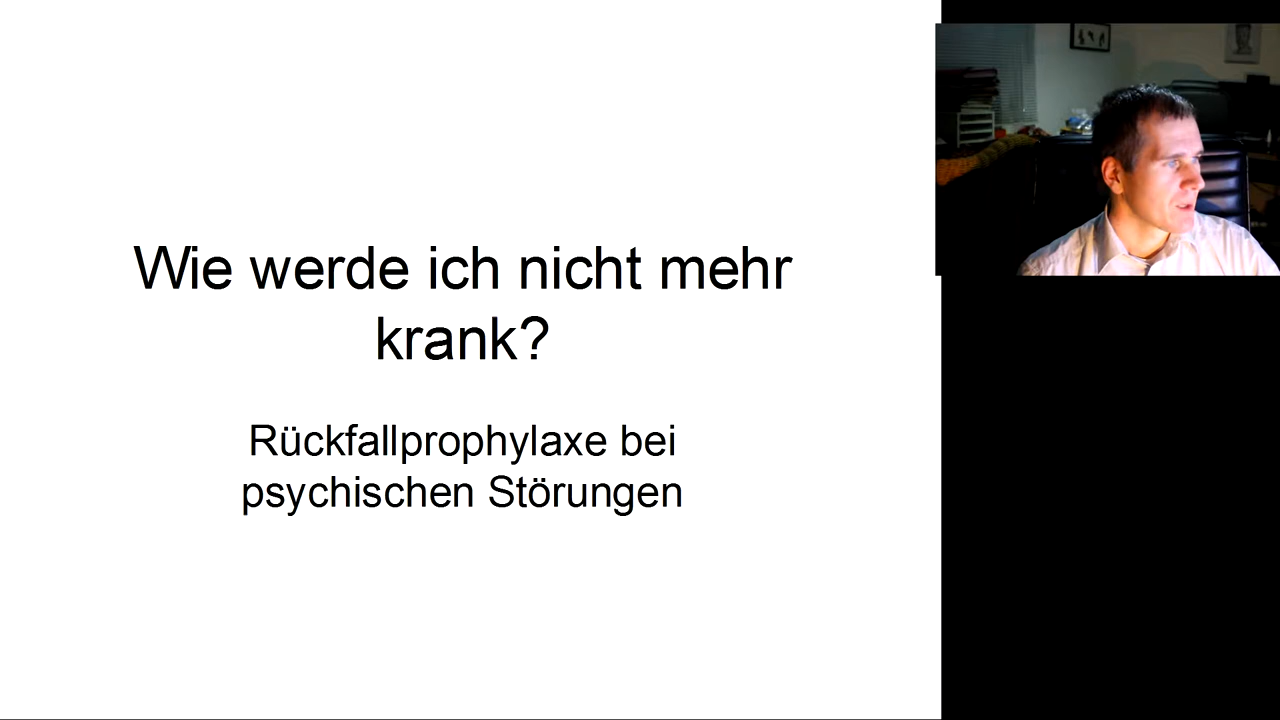 Wie werde ich nicht mehr
krank?
Rückfallprophylaxe bei
psychischen Störungen